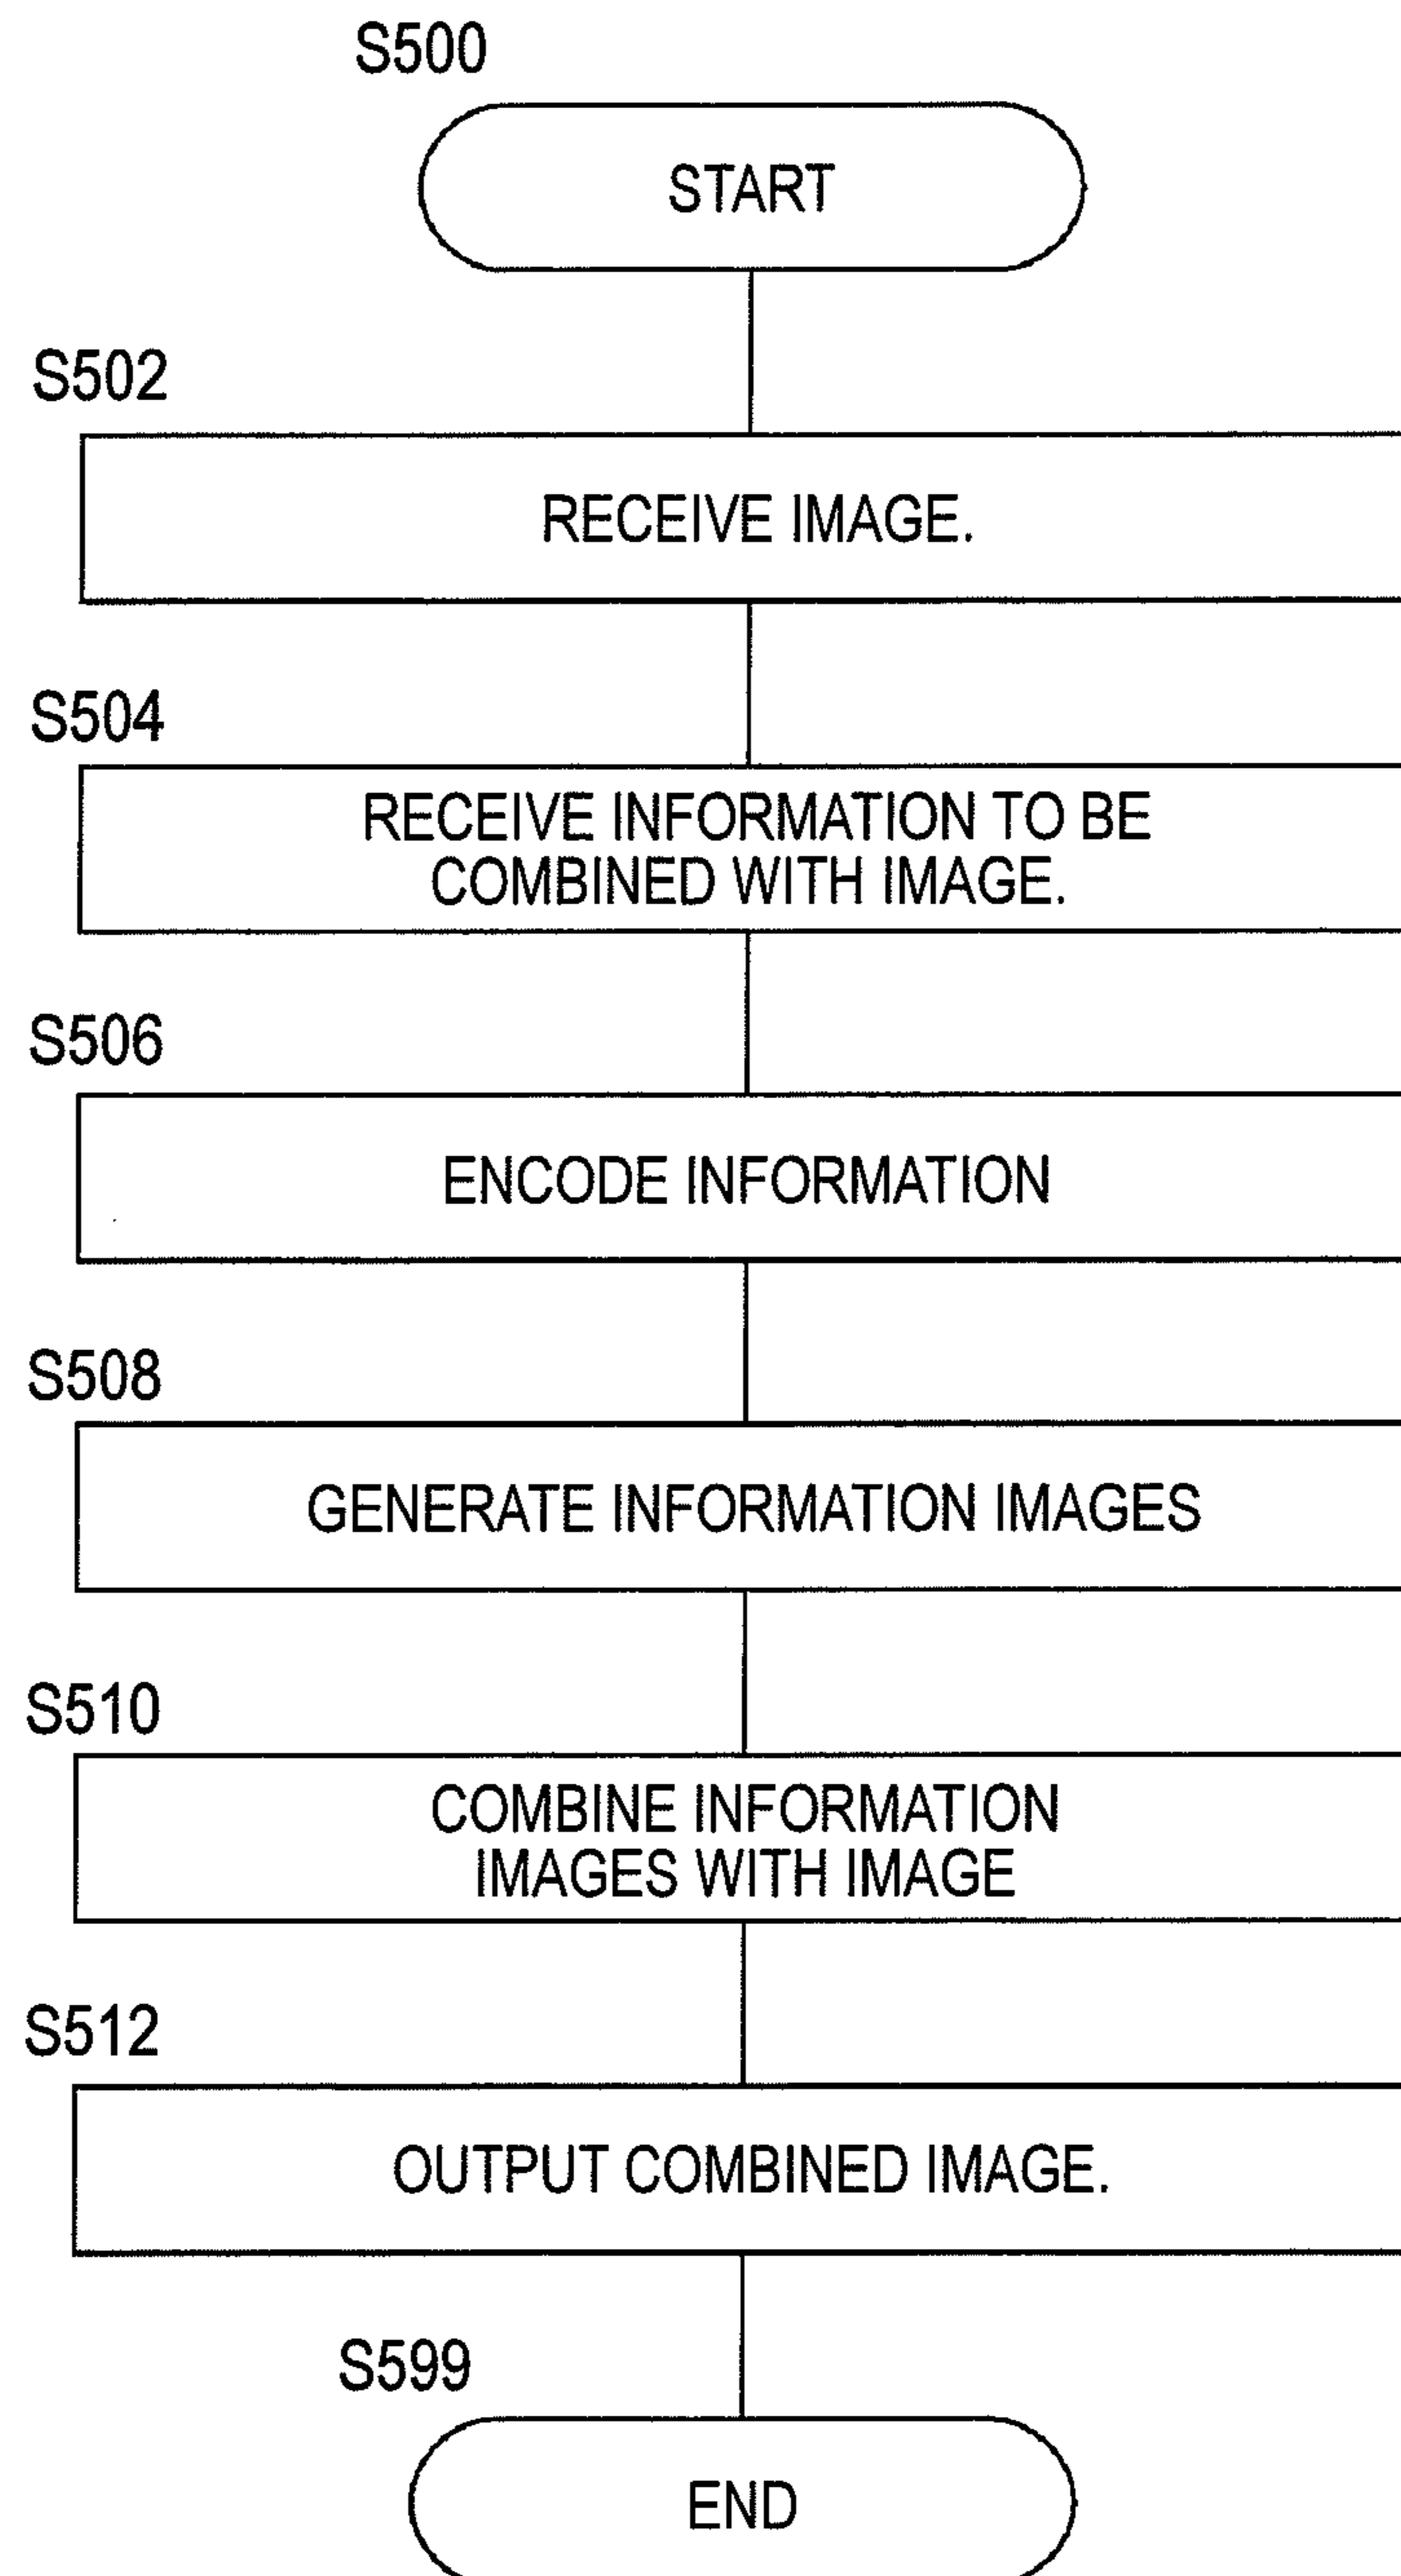 S500
START
S502
RECEIVE IMAGE.
S504
RECEIVE INFORMATION TO BE
COMBINED WITH IMAGE.
S506
ENCODE INFORMATION
S508
GENERATE INFORMATION IMAGES
S510
COMBINE INFORMATION
IMAGES WITH IMAGE
S512
OUTPUT COMBINED IMAGE.
S599
END